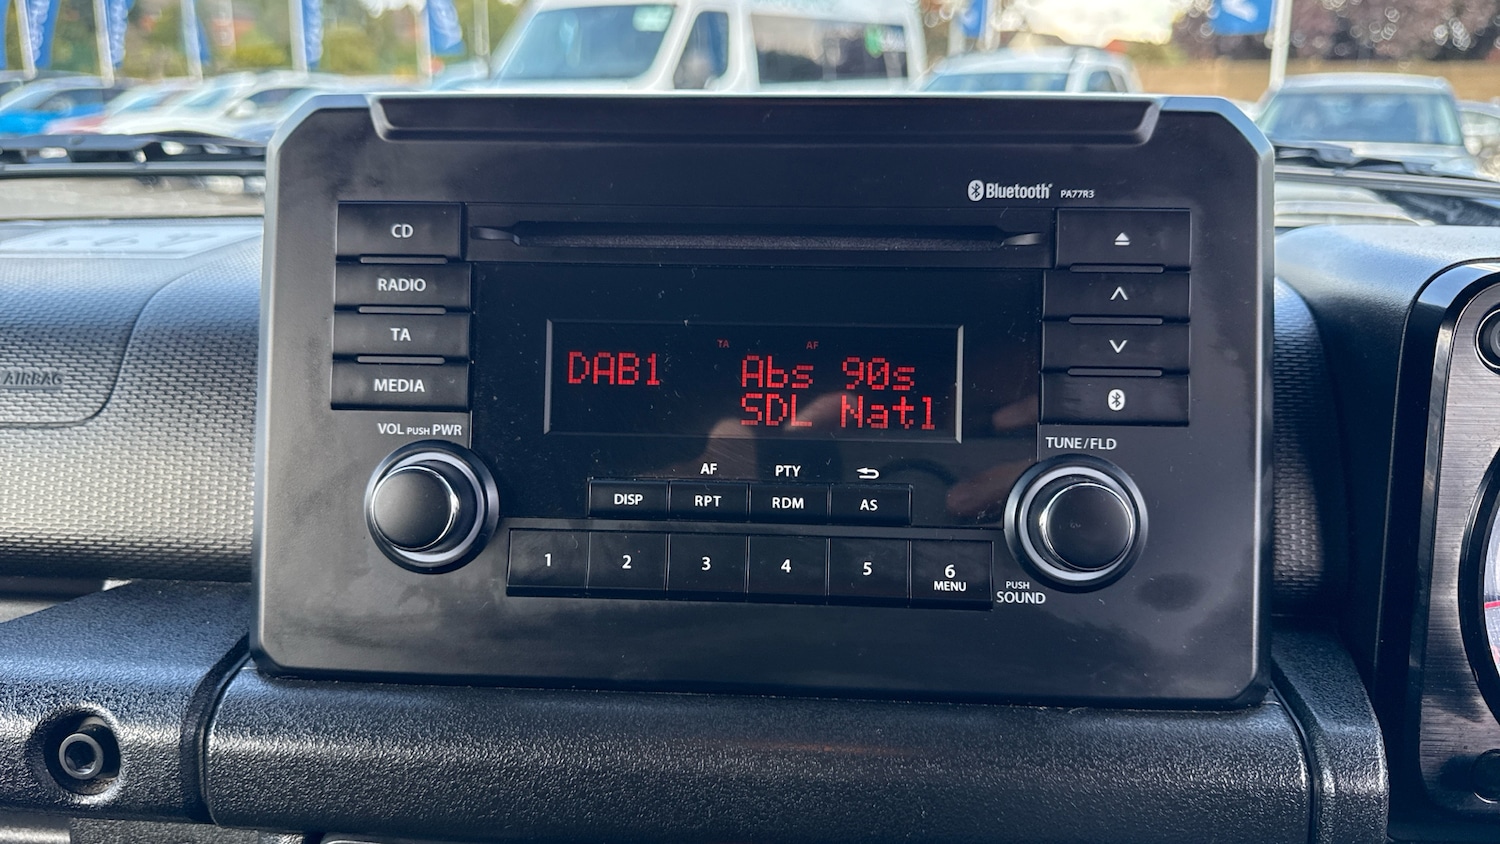 Bluetooth® PA77R3
CD
RADIO
TA
MEDIA
TA AF
DAB1 Abs 90s
SDL Natl
VOL PUSH PWR
TUNE/FLD
AF PTY
DISP RPT RDM AS
1 2 3 4 5 6
MENU
PUSH
SOUND
AIRBAG